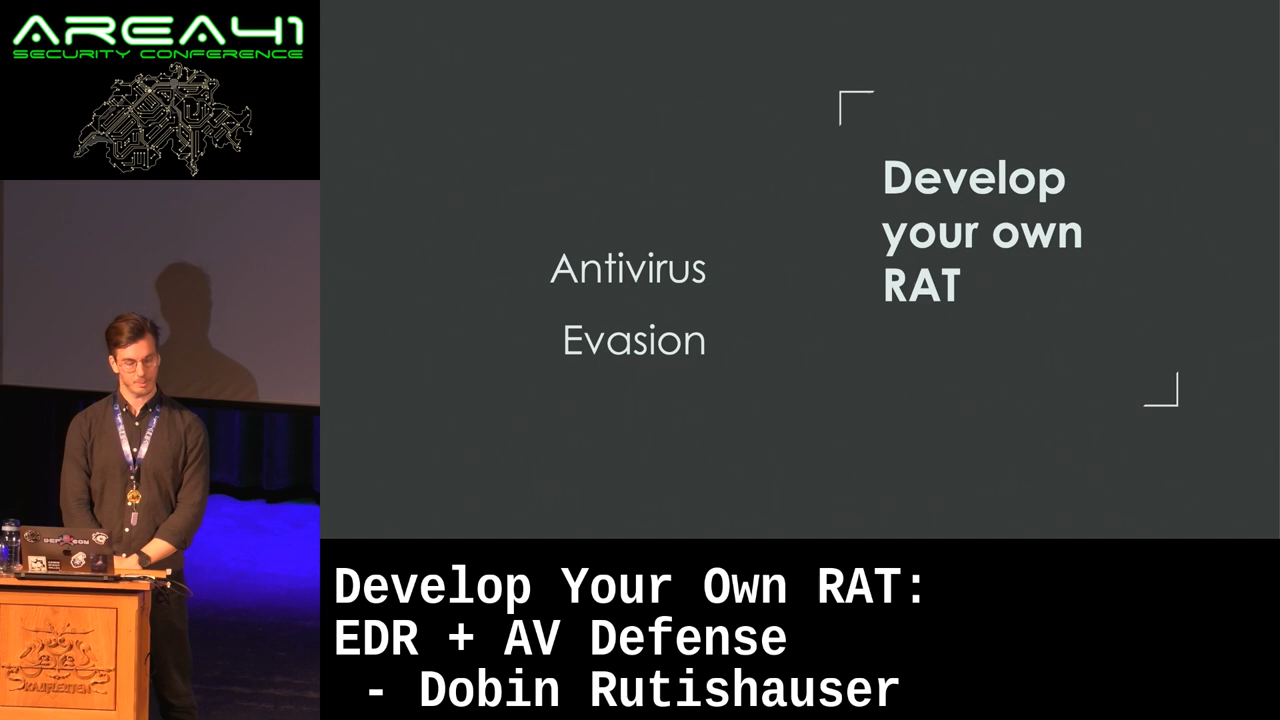 AREA41
SECURITY CONFERENCE
Antivirus
Evasion
Develop
your own
RAT
Develop Your Own RAT:
EDR + AV Defense
- Dobin Rutishauser